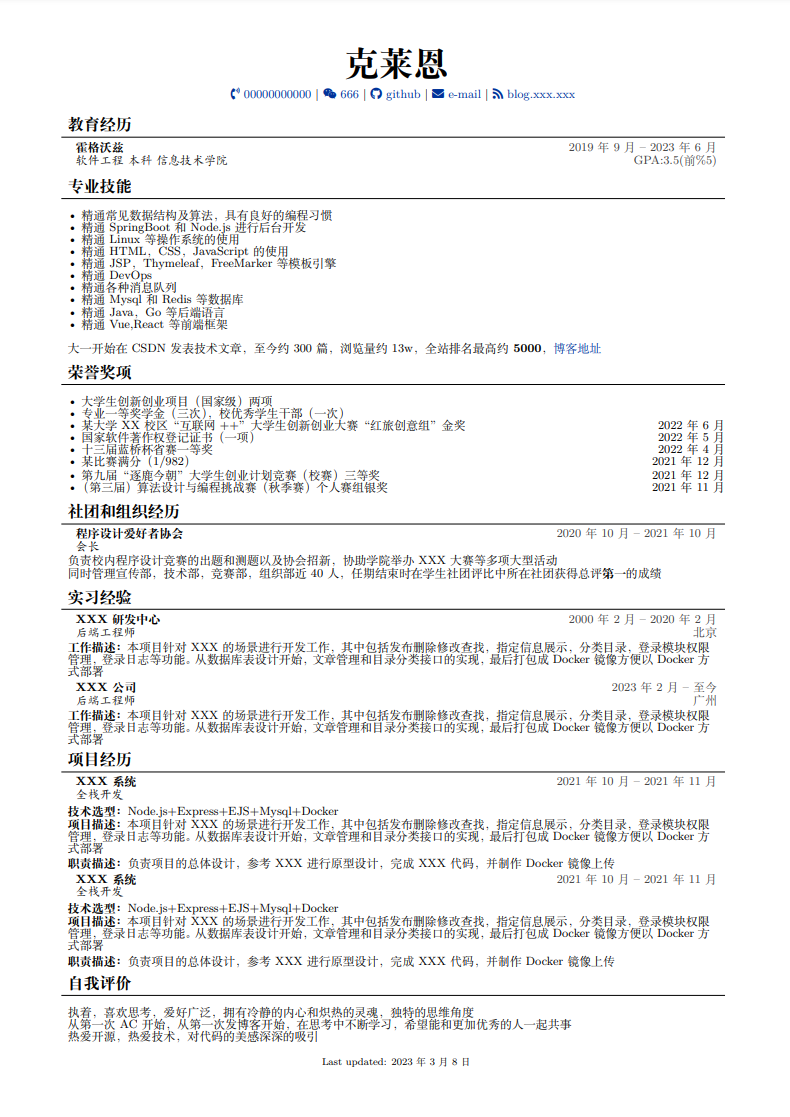 克莱恩
00000000000 | 666 | github | e-mail | blog.xxx.xxx
教育经历
霍格沃兹 2019 年 9 月 – 2023 年 6 月
软件工程 本科 信息技术学院 GPA:3.5(前%5)
专业技能
• 精通常见数据结构及算法，具有良好的编程习惯
• 精通 SpringBoot 和 Node.js 进行后台开发
• 精通 Linux 等操作系统的使用
• 精通 HTML，CSS，JavaScript 的使用
• 精通 JSP，Thymeleaf，FreeMarker 等模板引擎
• 精通 DevOps
• 精通各种消息队列
• 精通 Mysql 和 Redis 等数据库
• 精通 Java，Go 等后端语言
• 精通 Vue,React 等前端框架
大一开始在 CSDN 发表技术文章，至今约 300 篇，浏览量约 13w，全站排名最高约 5000，博客地址
荣誉奖项
• 大学生创新创业项目（国家级）两项
• 专业一等奖学金（三次），校优秀学生干部（一次）
• 某大学 XX 校区“互联网 ++”大学生创新创业大赛“红旅创意组”金奖 2022 年 6 月
• 国家软件著作权登记证书（一项） 2022 年 5 月
• 十三届蓝桥杯省赛一等奖 2022 年 4 月
• 某比赛满分（1/982） 2021 年 12 月
• 第九届“逐鹿今朝”大学生创业计划竞赛（校赛）三等奖 2021 年 12 月
• （第三届）算法设计与编程挑战赛（秋季赛）个人赛组银奖 2021 年 11 月
社团和组织经历
程序设计爱好者协会 2020 年 10 月 – 2021 年 10 月
会长
负责校内程序设计竞赛的出题和测题以及协会招新，协助学院举办 XXX 大赛等多项大型活动
同时管理宣传部，技术部，竞赛部，组织部近 40 人，任期结束时在学生社团评比中所在社团获得总评第一的成绩
实习经验
XXX 研发中心 2000 年 2 月 – 2020 年 2 月
后端工程师 北京
工作描述：本项目针对 XXX 的场景进行开发工作，其中包括发布删除修改查找，指定信息展示，分类目录，登录模块权限
管理，登录日志等功能。从数据库表设计开始，文章管理和目录分类接口的实现，最后打包成 Docker 镜像方便以 Docker 方
式部署
XXX 公司 2023 年 2 月 – 至今
后端工程师 广州
工作描述：本项目针对 XXX 的场景进行开发工作，其中包括发布删除修改查找，指定信息展示，分类目录，登录模块权限
管理，登录日志等功能。从数据库表设计开始，文章管理和目录分类接口的实现，最后打包成 Docker 镜像方便以 Docker 方
式部署
项目经历
XXX 系统 2021 年 10 月 – 2021 年 11 月
全栈开发
技术选型：Node.js+Express+EJS+Mysql+Docker
项目描述：本项目针对 XXX 的场景进行开发工作，其中包括发布删除修改查找，指定信息展示，分类目录，登录模块权限
管理，登录日志等功能。从数据库表设计开始，文章管理和目录分类接口的实现，最后打包成 Docker 镜像方便以 Docker 方
式部署
职责描述：负责项目的总体设计，参考 XXX 进行原型设计，完成 XXX 代码，并制作 Docker 镜像上传
XXX 系统 2021 年 10 月 – 2021 年 11 月
全栈开发
技术选型：Node.js+Express+EJS+Mysql+Docker
项目描述：本项目针对 XXX 的场景进行开发工作，其中包括发布删除修改查找，指定信息展示，分类目录，登录模块权限
管理，登录日志等功能。从数据库表设计开始，文章管理和目录分类接口的实现，最后打包成 Docker 镜像方便以 Docker 方
式部署
职责描述：负责项目的总体设计，参考 XXX 进行原型设计，完成 XXX 代码，并制作 Docker 镜像上传
自我评价
执着，喜欢思考，爱好广泛，拥有冷静的内心和炽热的灵魂，独特的思维角度
从第一次 AC 开始，从第一次发博客开始，在思考中不断学习，希望能和更加优秀的人一起共事
热爱开源，热爱技术，对代码的美感深深的吸引
Last updated: 2023 年 3 月 8 日